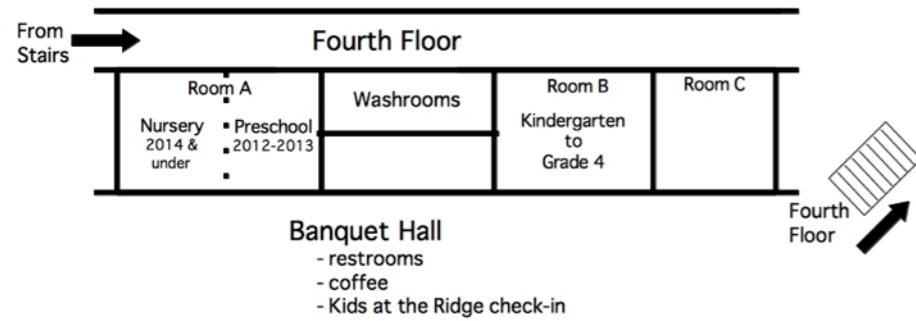 From
Stairs
Fourth Floor
Room A
Nursery
2014 &
under
Preschool
2012-2013
Washrooms
Room B
Kindergarten
to
Grade 4
Room C
Fourth
Floor
Banquet Hall
- restrooms
- coffee
- Kids at the Ridge check-in